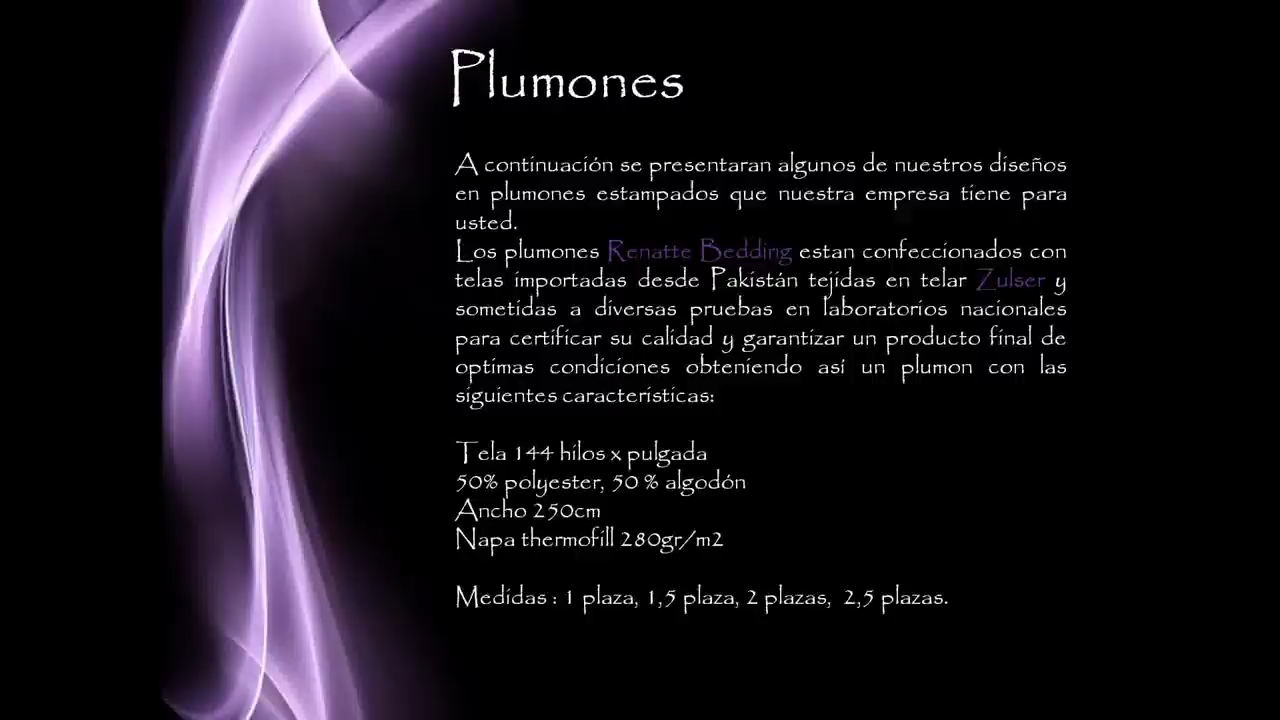 Plumones
A continuación se presentaran algunos de nuestros diseños
en plumones estampados que nuestra empresa tiene para
usted.
Los plumones Renatte Bedding estan confeccionados con
telas importadas desde Pakistán tejidas en telar Zulser y
sometidas a diversas pruebas en laboratorios nacionales
para certificar su calidad y garantizar un producto final de
optimas condiciones obteniendo asi un plumon con las
siguientes caracteristicas:
Tela 144 hilos x pulgada
50% polyester, 50 % algodón
Ancho 250cm
Napa thermofill 280gr/m2
Medidas : 1 plaza, 1,5 plaza, 2 plazas, 2,5 plazas.